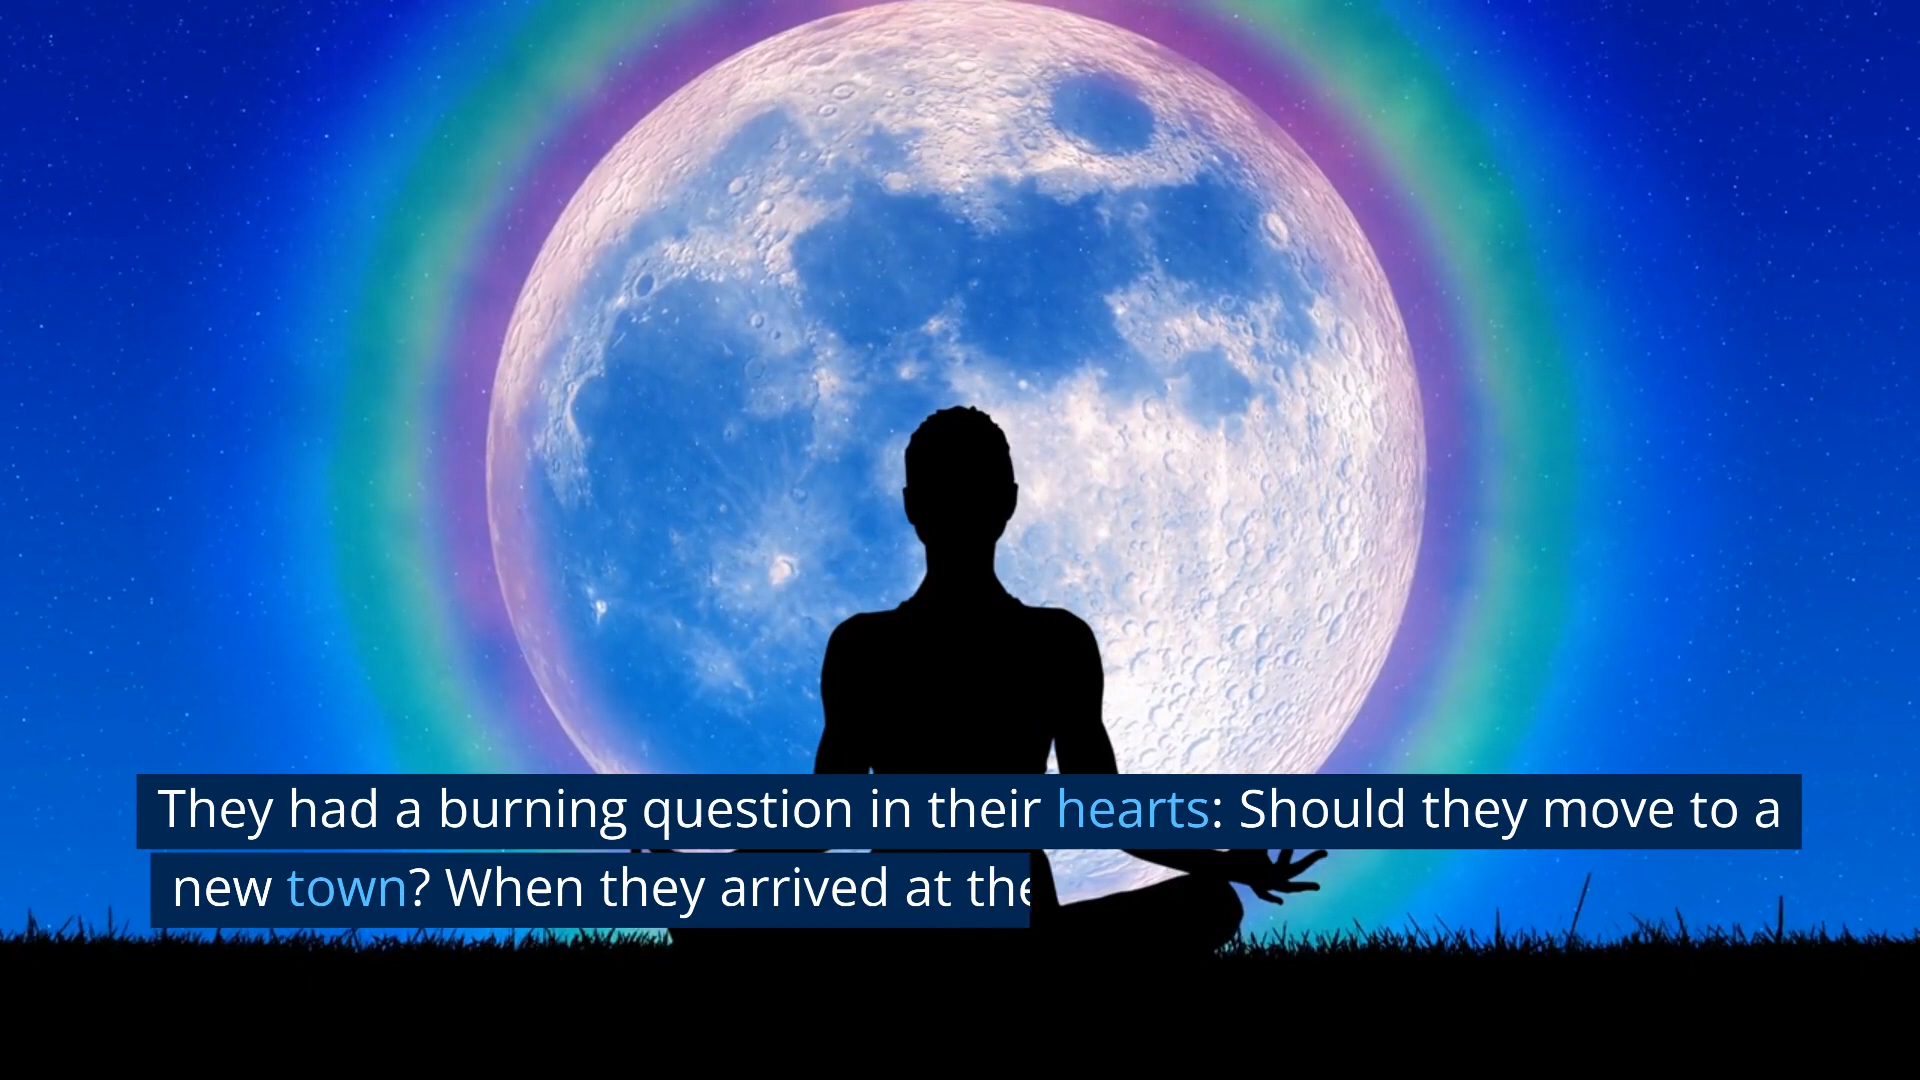 They had a burning question in their hearts: Should they move to a
new town? When they arrived at the